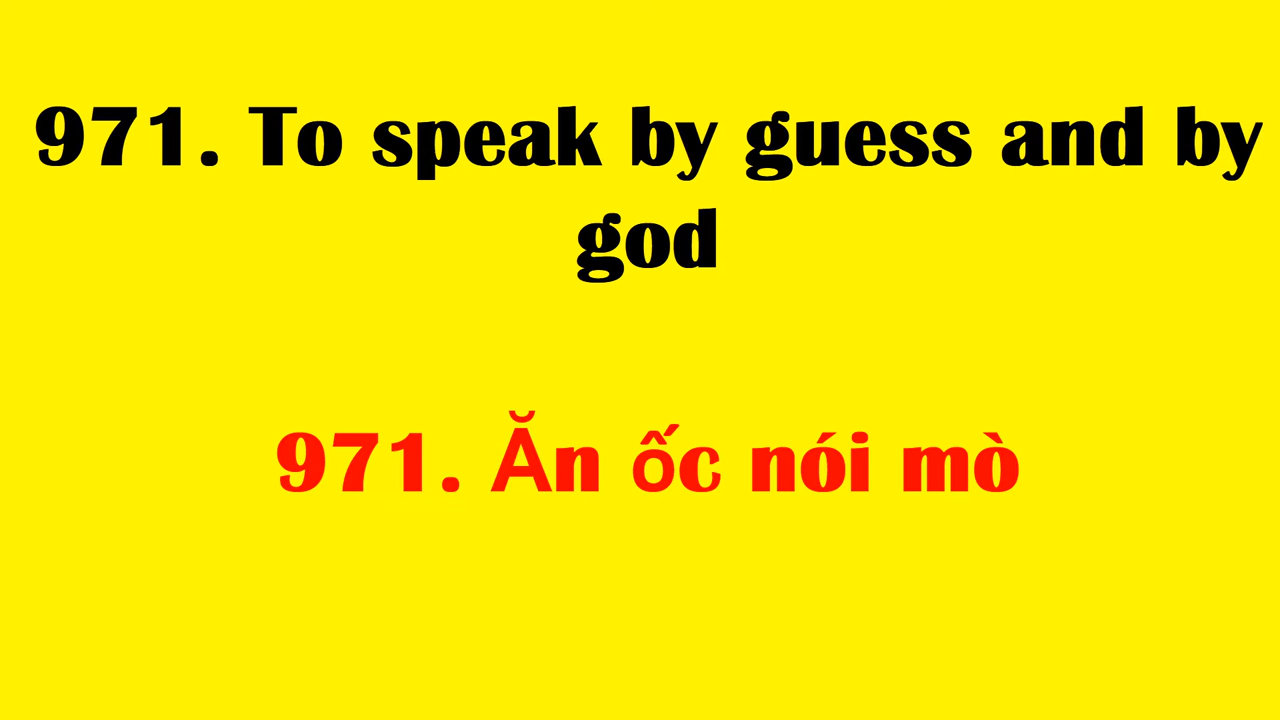 971. To speak by guess and by
god
971. Ăn ốc nói mò